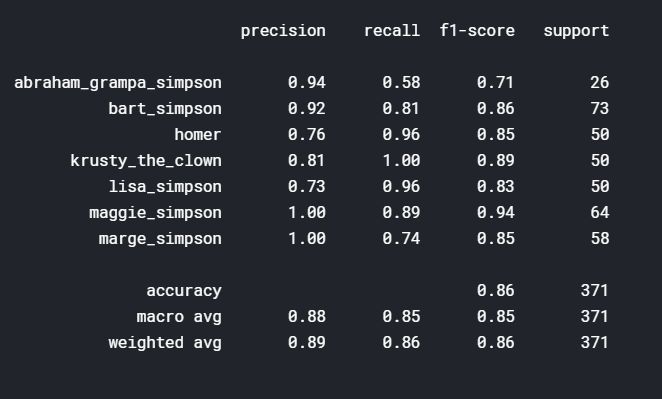 precision recall f1-score support
abraham_grampa_simpson 0.94 0.58 0.71 26
bart_simpson 0.92 0.81 0.86 73
homer 0.76 0.96 0.85 50
krusty_the_clown 0.81 1.00 0.89 50
lisa_simpson 0.73 0.96 0.83 50
maggie_simpson 1.00 0.89 0.94 64
marge_simpson 1.00 0.74 0.85 58
accuracy 0.86 371
macro avg 0.88 0.85 0.85 371
weighted avg 0.89 0.86 0.86 371